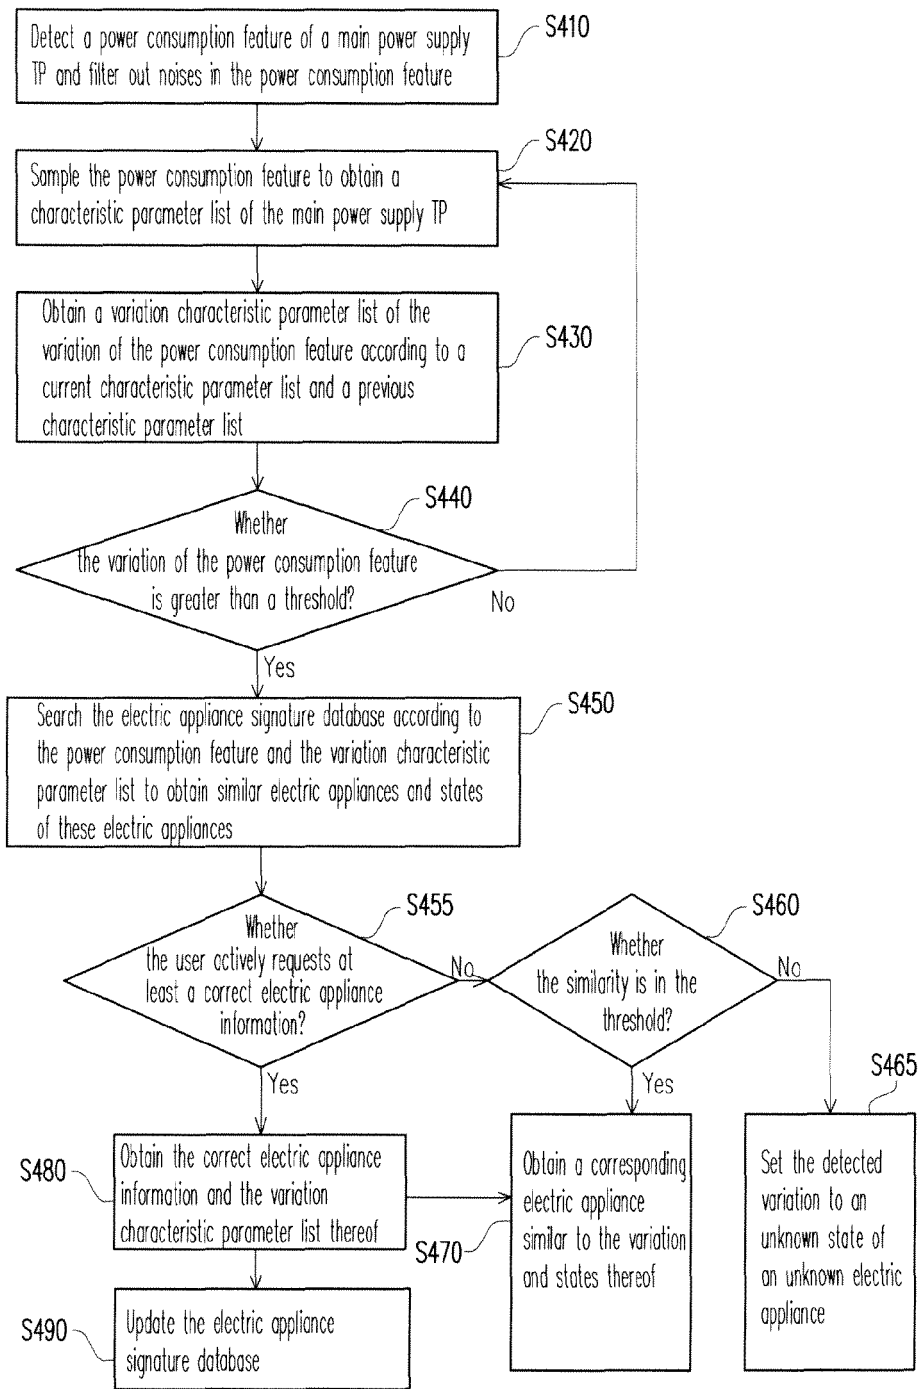 Detect a power consumption feature of a main power supply
TP and filter out noises in the power consumption feature
S410
Sample the power consumption feature to obtain a
characteristic parameter list of the main power supply TP
S420
Obtain a variation characteristic parameter list of the
variation of the power consumption feature according to a
current characteristic parameter list and a previous
characteristic parameter list
S430
S440
Whether
the variation of the power consumption feature
is greater than a threshold?
No
Yes
Search the electric appliance signature database according to
the power consumption feature and the variation characteristic
parameter list to obtain similar electric appliances and states
of these electric appliances
S450
S455
Whether
the user actively requests at
least a correct electric appliance
information?
No
Yes
S460
Whether
the similarity is in the
threshold?
No
Yes
S465
Set the detected
variation to an
unknown state of
an unknown electric
appliance
S480
Obtain the correct electric appliance
information and the variation
characteristic parameter list thereof
S470
Obtain a corresponding
electric appliance
similar to the variation
and states thereof
S490
Update the electric appliance
signature database